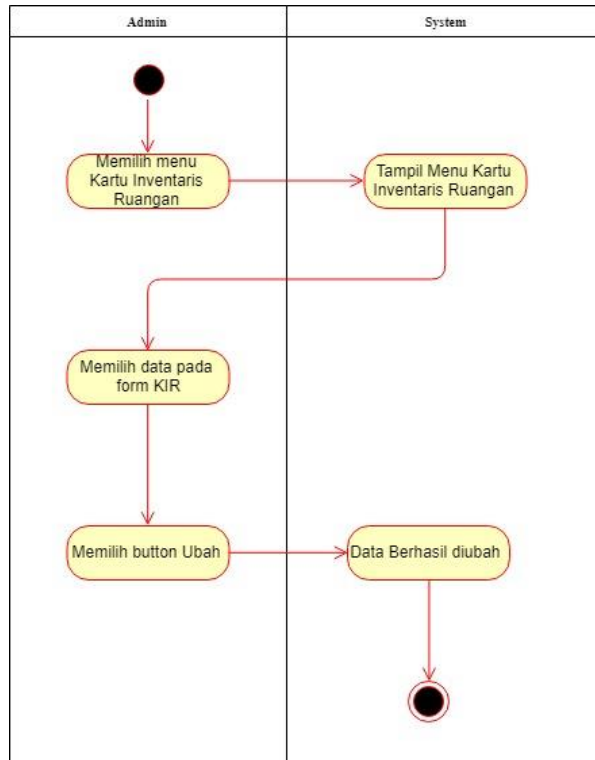 Admin
System
Memilih menu
Kartu Inventaris
Ruangan
Tampil Menu Kartu
Inventaris Ruangan
Memilih data pada
form KIR
Memilih button Ubah
Data Berhasil diubah